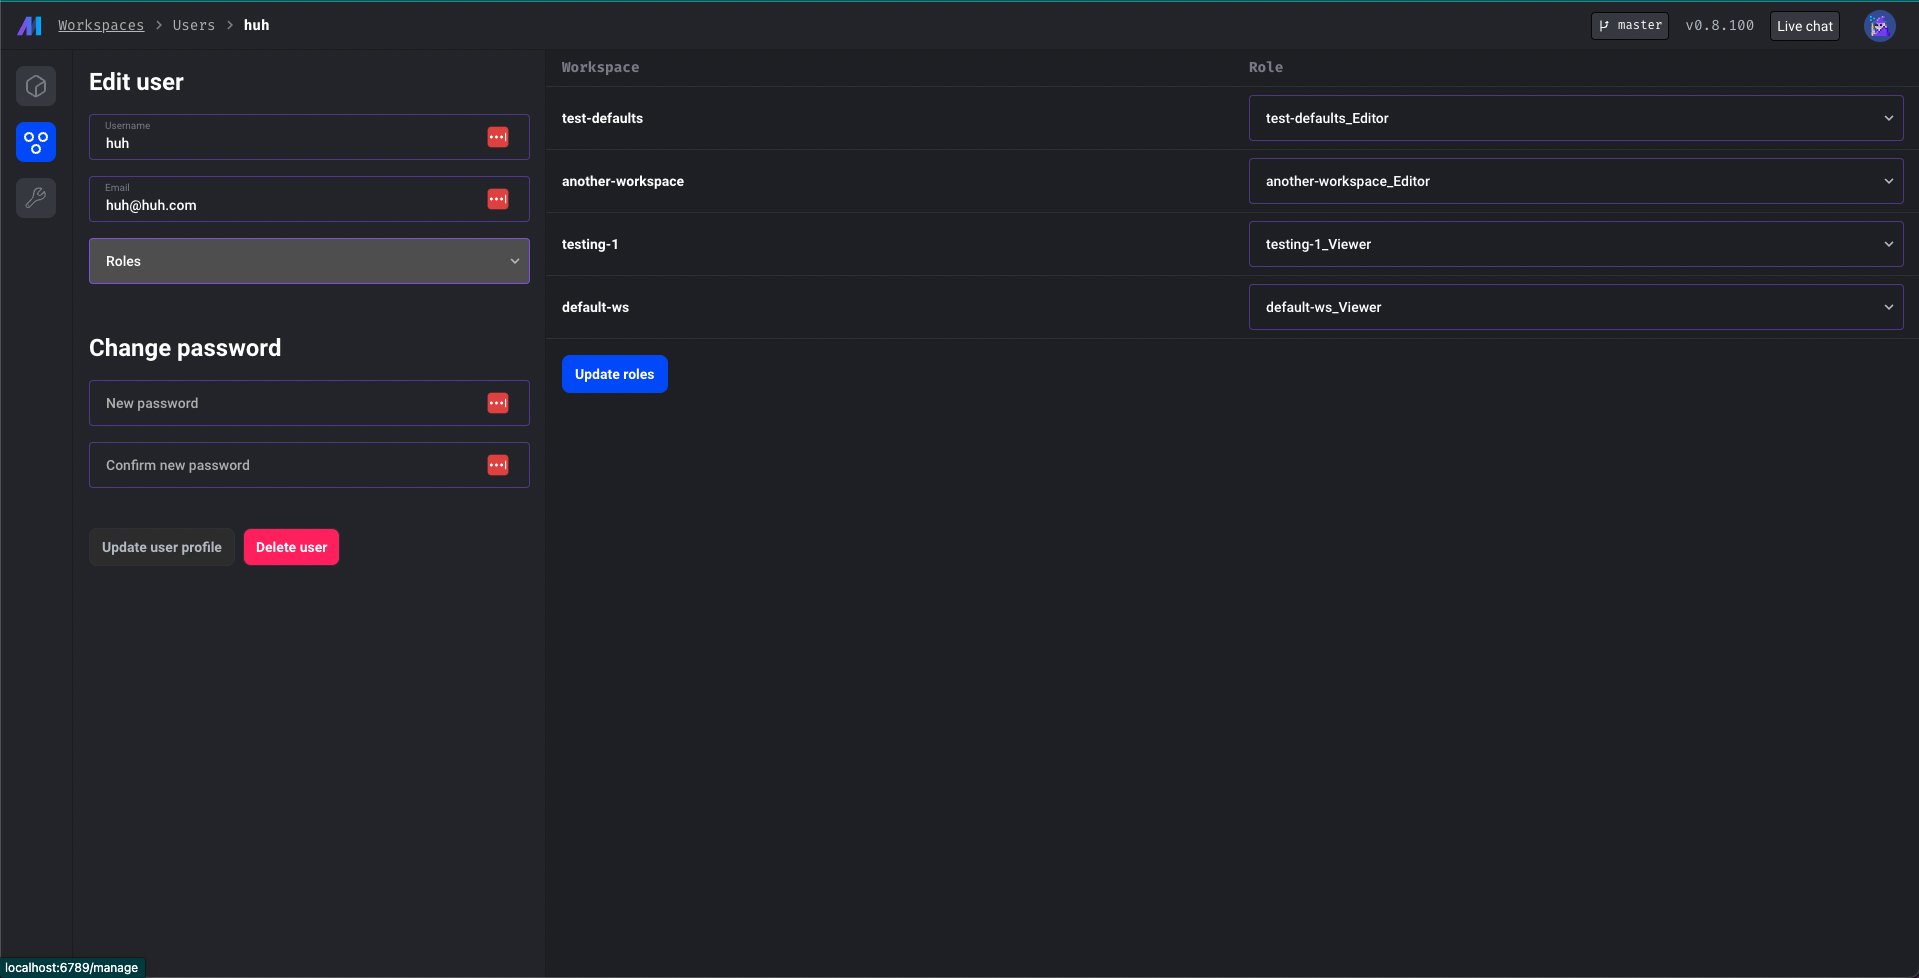 Workspaces > Users > huh
master
v0.8.100
Live chat
Edit user
Username
huh
Email
huh@huh.com
Roles
Change password
New password
Confirm new password
Update user profile
Delete user
Workspace Role
test-defaults test-defaults_Editor
another-workspace another-workspace_Editor
testing-1 testing-1_Viewer
default-ws default-ws_Viewer
Update roles
localhost:6789/manage